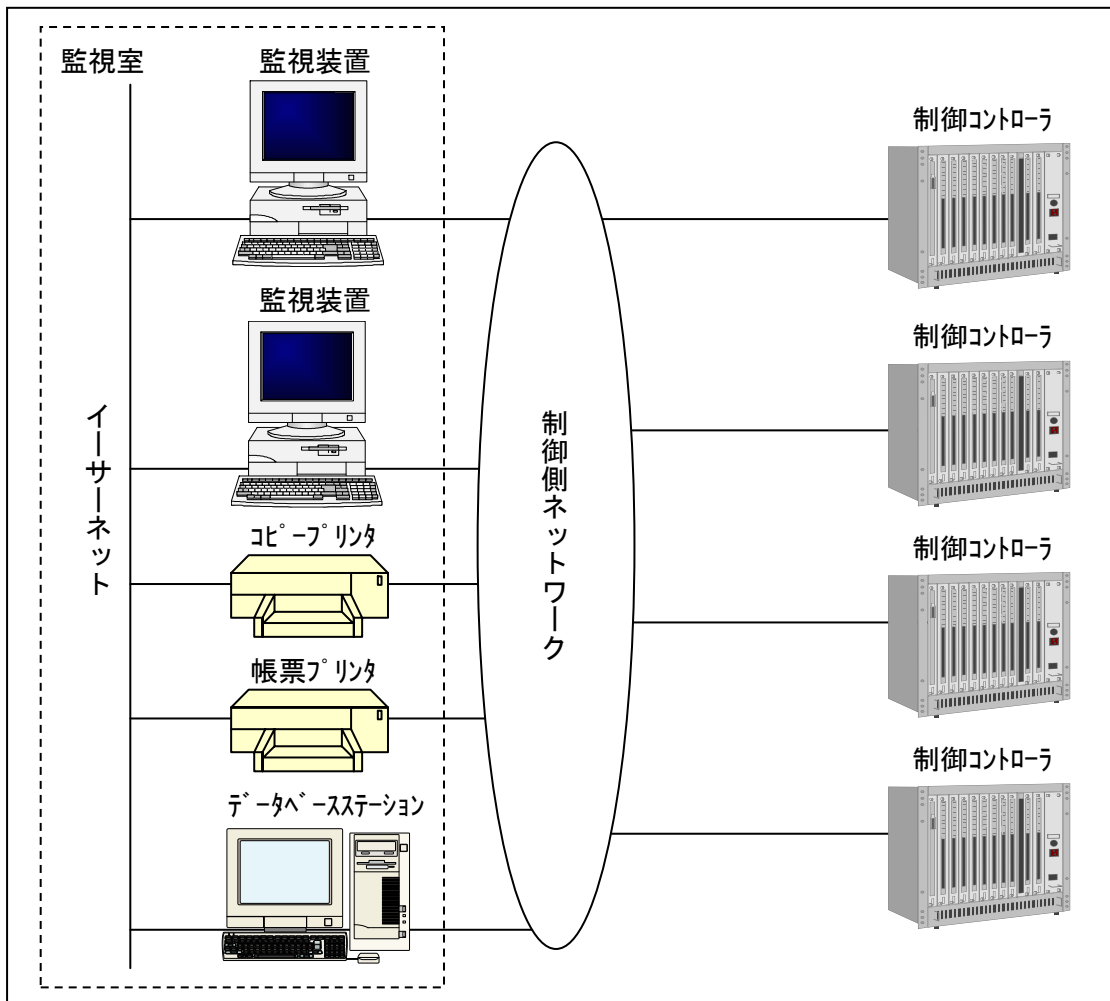 監視室
監視装置
監視装置
イーサーネット
コピープリンタ
帳票プリンタ
データベースステーション
制御側ネットワーク
制御コントローラ
制御コントローラ
制御コントローラ
制御コントローラ